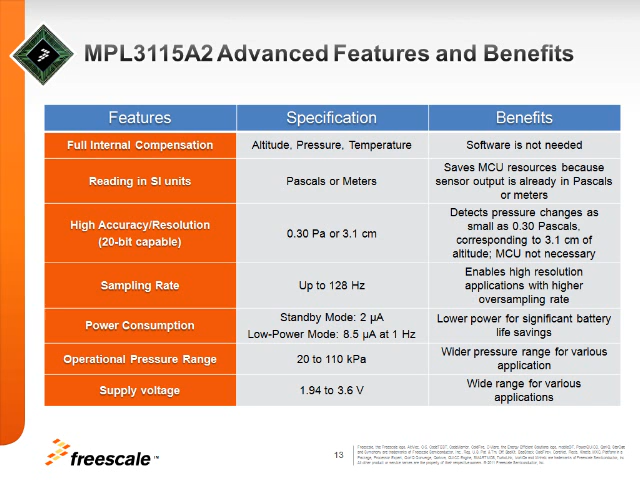 MPL3115A2 Advanced Features and Benefits
Features Specification Benefits
Full Internal Compensation Altitude, Pressure, Temperature Software is not needed
Reading in SI units Pascals or Meters Saves MCU resources because
sensor output is already in Pascals
or meters
High Accuracy/Resolution
(20-bit capable)
0.30 Pa or 3.1 cm
Detects pressure changes as
small as 0.30 Pascals,
corresponding to 3.1 cm of
altitude; MCU not necessary
Sampling Rate Up to 128 Hz Enables high resolution
applications with higher
oversampling rate
Power Consumption
Standby Mode: 2 µA
Low-Power Mode: 8.5 µA at 1 Hz
Lower power for significant battery
life savings
Operational Pressure Range 20 to 110 kPa Wider pressure range for various
application
Supply voltage 1.94 to 3.6 V Wide range for various
applications
freescale™
13